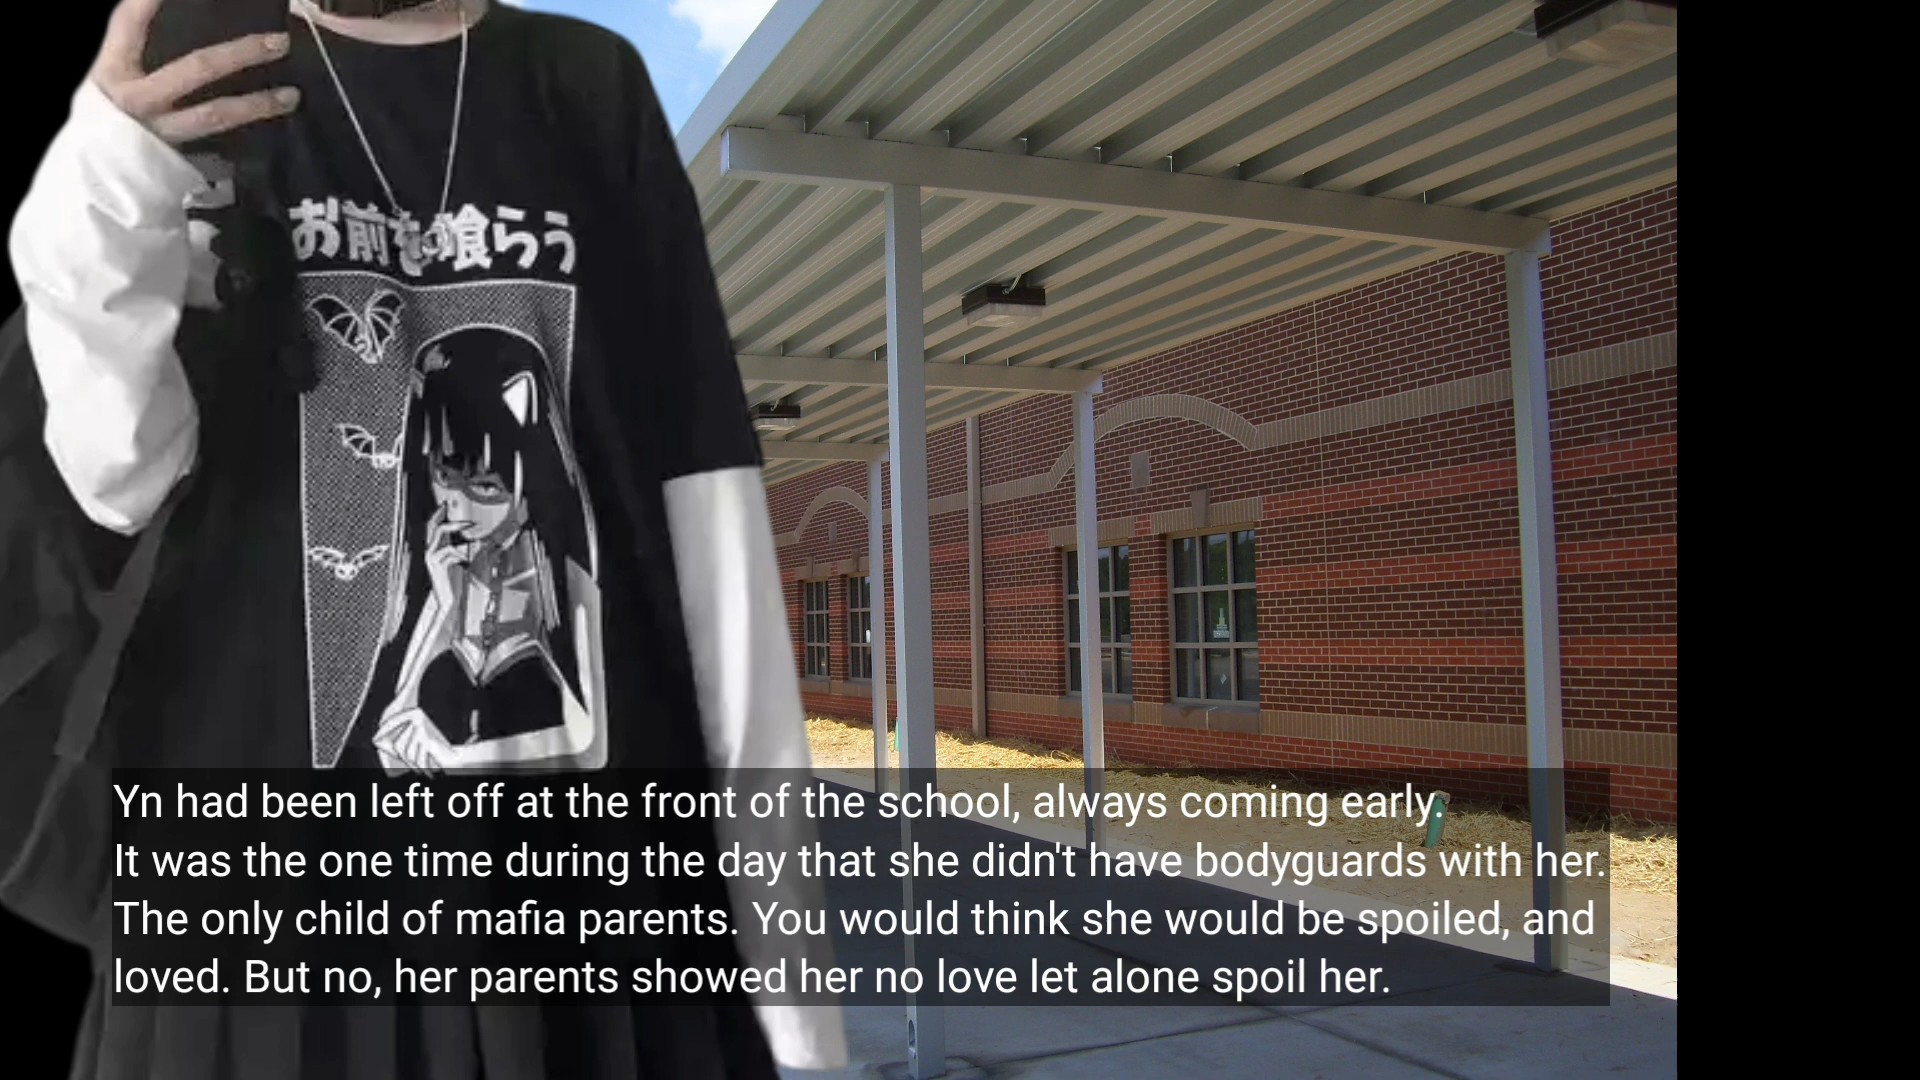 お前を喰らう
Yn had been left off at the front of the school, always coming early.
It was the one time during the day that she didn't have bodyguards with her.
The only child of mafia parents. You would think she would be spoiled, and
loved. But no, her parents showed her no love let alone spoil her.